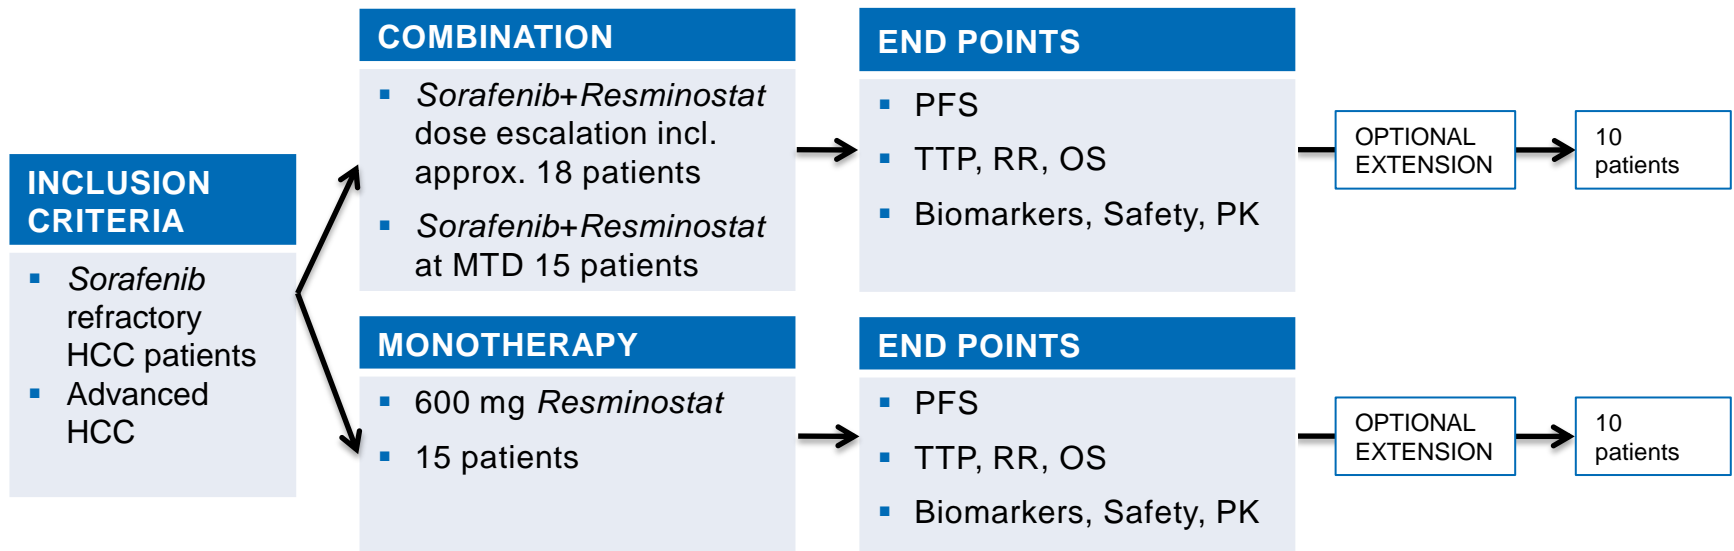 INCLUSION
CRITERIA
▪ Sorafenib
refractory
HCC patients
▪ Advanced
HCC
COMBINATION
▪ Sorafenib+Resminostat
dose escalation incl.
approx. 18 patients
▪ Sorafenib+Resminostat
at MTD 15 patients
END POINTS
▪ PFS
▪ TTP, RR, OS
▪ Biomarkers, Safety, PK
OPTIONAL
EXTENSION
10
patients
MONOTHERAPY
▪ 600 mg Resminostat
▪ 15 patients
END POINTS
▪ PFS
▪ TTP, RR, OS
▪ Biomarkers, Safety, PK
OPTIONAL
EXTENSION
10
patients